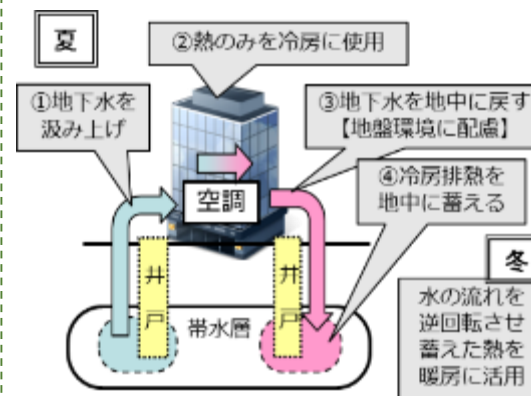 夏
②熱のみを冷房に使用
①地下水を
汲み上げ
③地下水を地中に戻す
【地盤環境に配慮】
④冷房排熱を
地中に蓄える
空調
井戸
井戸
帯水層
冬
水の流れを
逆回転させ
蓄えた熱を
暖房に活用